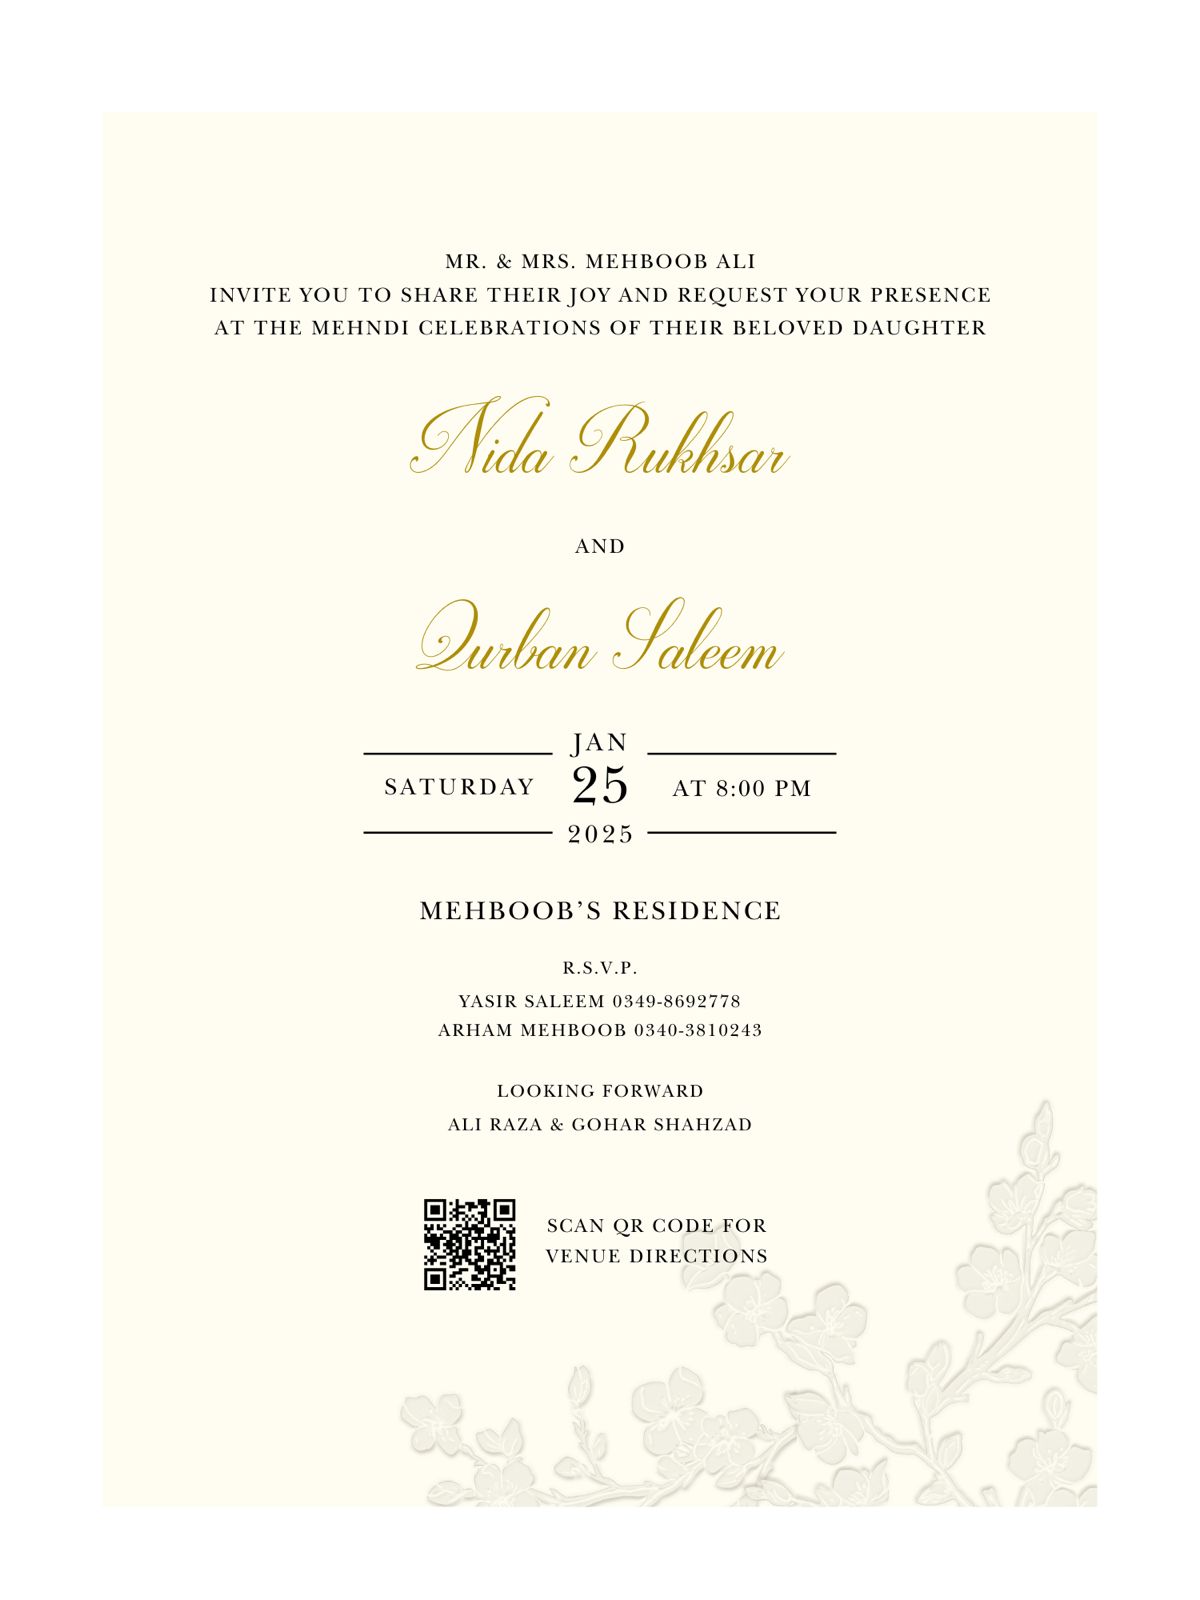 MR. & MRS. MEHBOOB ALI
INVITE YOU TO SHARE THEIR JOY AND REQUEST YOUR PRESENCE
AT THE MEHNDI CELEBRATIONS OF THEIR BELOVED DAUGHTER
Nida Rukhsar
AND
Qurban Saleem
JAN
SATURDAY 25 AT 8:00 PM
2025
MEHBOOB'S RESIDENCE
R.S.V.P.
YASIR SALEEM 0349-8692778
ARHAM MEHBOOB 0340-3810243
LOOKING FORWARD
ALI RAZA & GOHAR SHAHZAD
SCAN QR CODE FOR
VENUE DIRECTIONS